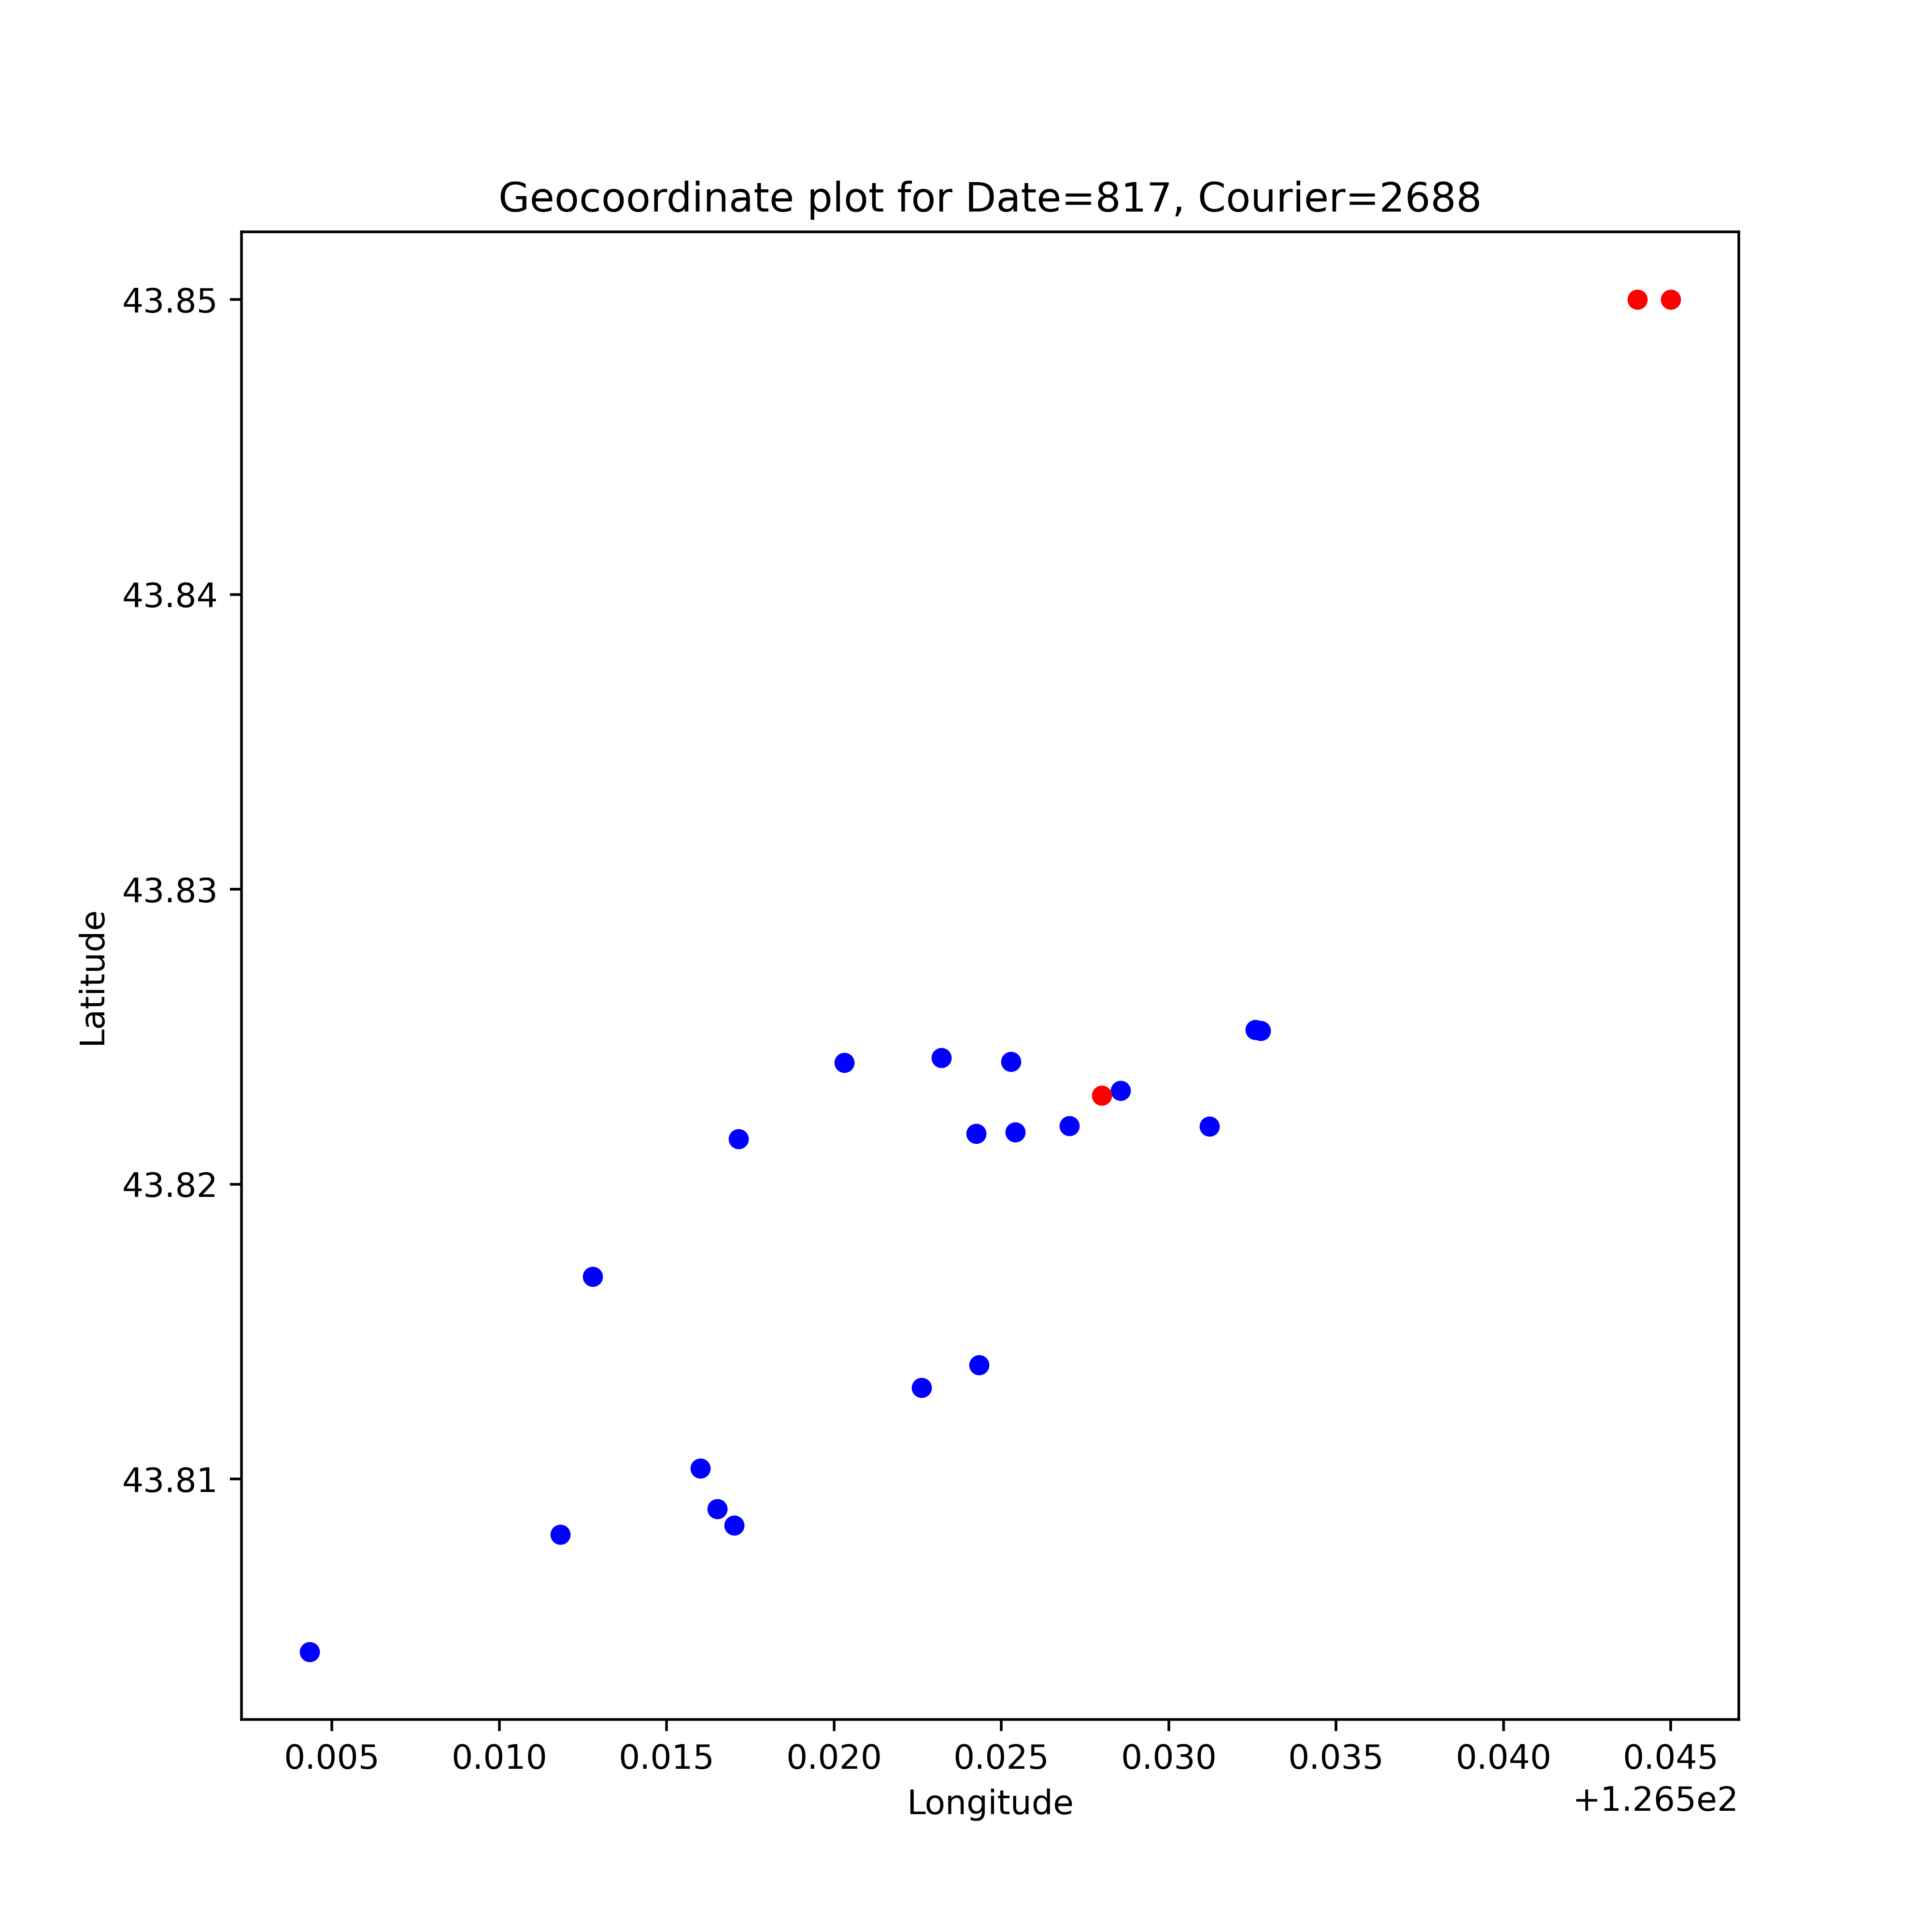 Geocoordinate plot for Date=817, Courier=2688
43.85
43.84
43.83
43.82
43.81
Latitude
0.005 0.010 0.015 0.020 0.025 0.030 0.035 0.040 0.045
Longitude
+1.265e2